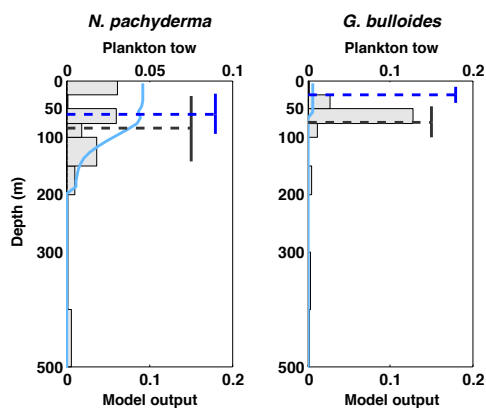 N. pachyderma
Plankton tow
0 0.05 0.1
0
50
100
200
300
500
Depth (m)
0 0.1 0.2
Model output
G. bulloides
Plankton tow
0 0.1 0.2
0
50
100
200
300
500
0 0.1 0.2
Model output